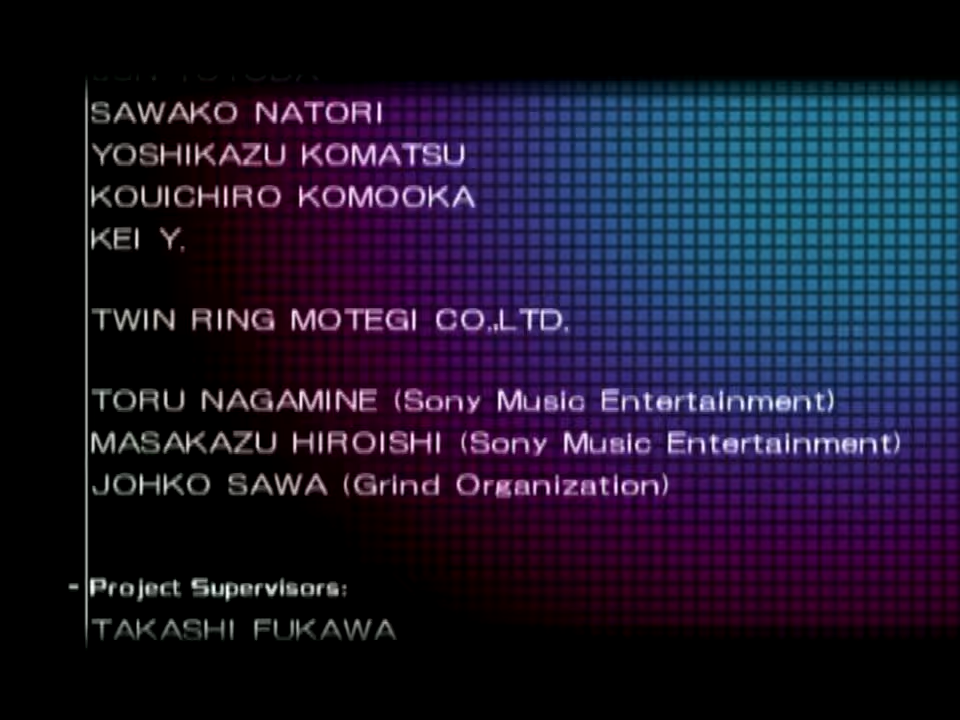 SAWAKO NATORI
YOSHIKAZU KOMATSU
KOUICHIRO KOMOOKA
KEI Y.
TWIN RING MOTEGI CO.,LTD.
TORU NAGAMINE (Sony Music Entertainment)
MASAKAZU HIROISHI (Sony Music Entertainment)
JOHKO SAWA (Grind Organization)
- Project Supervisors:
TAKASHI FUKAWA